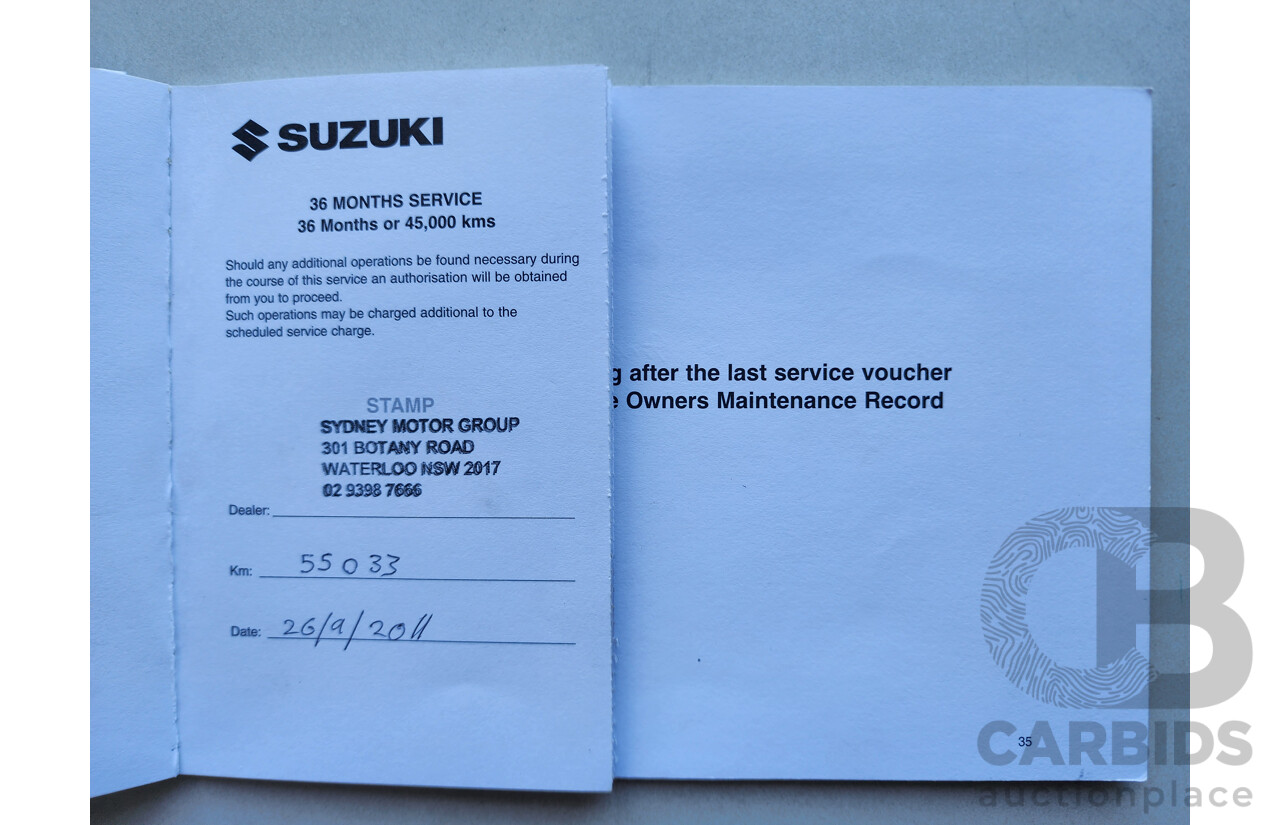 SUZUKI
36 MONTHS SERVICE
36 Months or 45,000 kms
Should any additional operations be found necessary during
the course of this service an authorisation will be obtained
from you to proceed.
Such operations may be charged additional to the
scheduled service charge.
STAMP
SYDNEY MOTOR GROUP
301 BOTANY ROAD
WATERLOO NSW 2017
02 9398 7666
Dealer:
Km: 55033
Date: 26/9/2011
after the last service voucher
Owners Maintenance Record
35
CB
CARBIDS
auctionplace